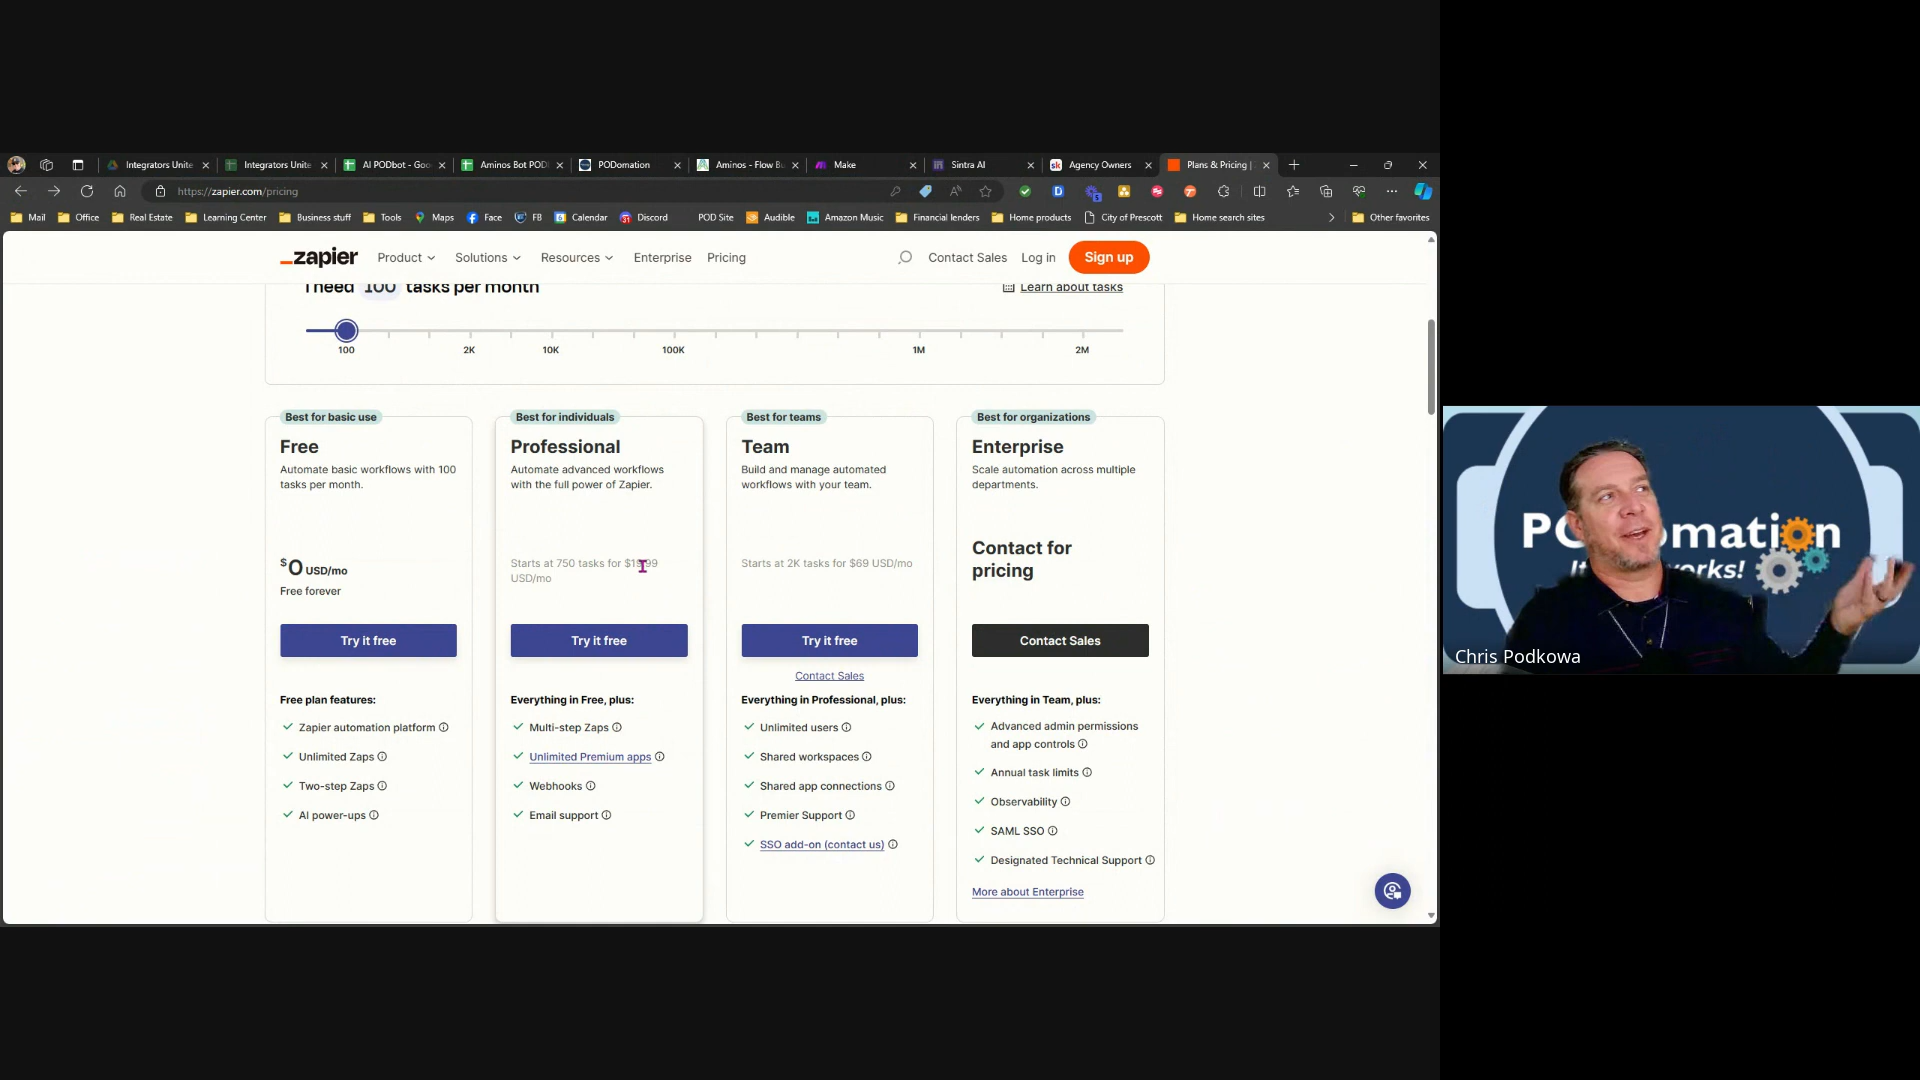 Integrators Unite
Integrators Unite
AI PODbot - Goo
Aminos Bot POD
PODomation
Aminos - Flow Bu
Make
Sintra AI
Agency Owners
Plans & Pricing |
https://zapier.com/pricing
Mail
Office
Real Estate
Learning Center
Business stuff
Tools
Maps
Face
FB
Calendar
Discord
POD Site
Audible
Amazon Music
Financial lenders
Home products
City of Prescott
Home search sites
Other favorites
zapier
Product
Solutions
Resources
Enterprise
Pricing
Contact Sales
Log in
Sign up
I need 100 tasks per month
Learn about tasks
100
2K
10K
100K
1M
2M
Best for basic use
Free
Automate basic workflows with 100
tasks per month.
$0 USD/mo
Free forever
Try it free
Free plan features:
Zapier automation platform
Unlimited Zaps
Two-step Zaps
AI power-ups
Best for individuals
Professional
Automate advanced workflows
with the full power of Zapier.
Starts at 750 tasks for
USD/mo
Try it free
Everything in Free, plus:
Multi-step Zaps
Unlimited Premium apps
Webhooks
Email support
Best for teams
Team
Build and manage automated
workflows with your team.
Starts at 2K tasks for $69 USD/mo
Try it free
Contact Sales
Everything in Professional, plus:
Unlimited users
Shared workspaces
Shared app connections
Premier Support
SSO add-on (contact us)
Best for organizations
Enterprise
Scale automation across multiple
departments.
Contact for
pricing
Contact Sales
Everything in Team, plus:
Advanced admin permissions
and app controls
Annual task limits
Observability
SAML SSO
Designated Technical Support
More about Enterprise
Chris Podkowa